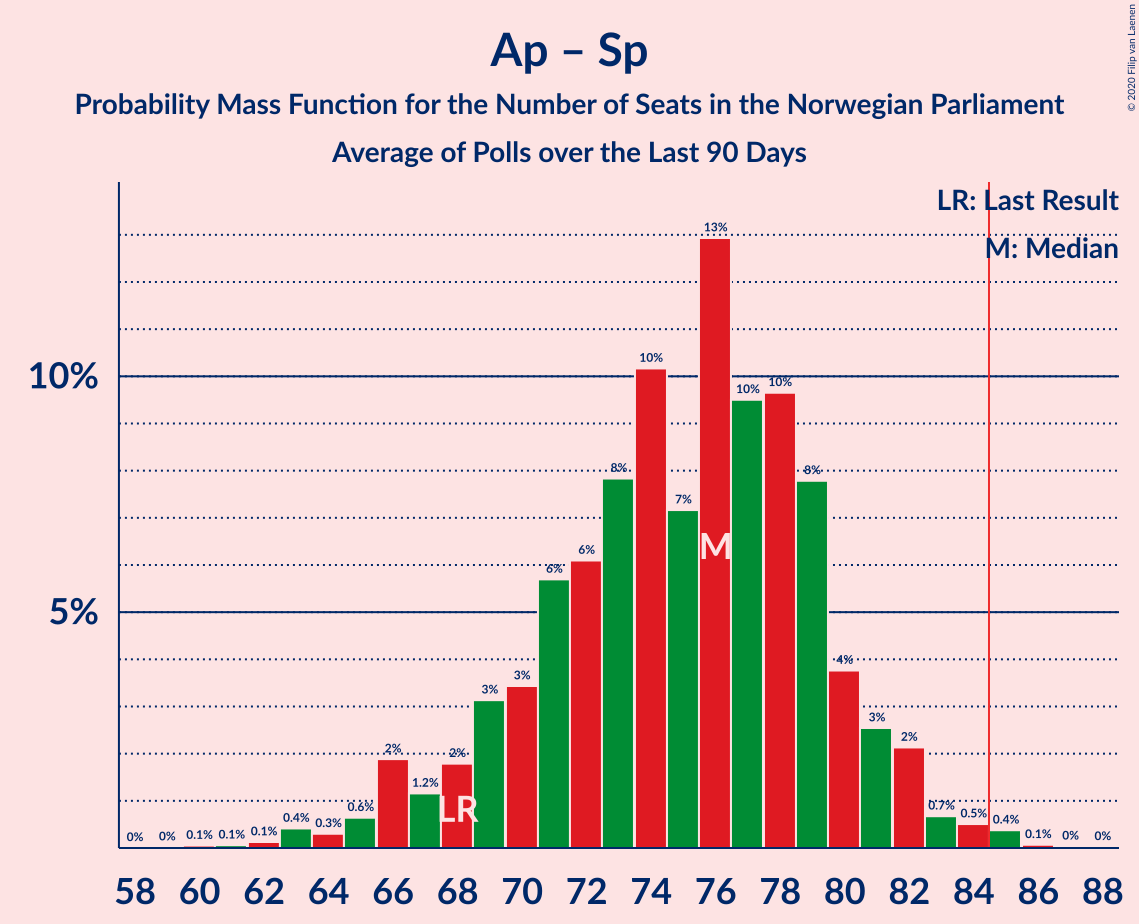 Ap – Sp
Probability Mass Function for the Number of Seats in the Norwegian Parliament
Average of Polls over the Last 90 Days
© 2020 Filip van Laenen
LR: Last Result
M: Median
10%
5%
0% 0% 0.1% 0.1% 0.1% 0.4% 0.3% 0.6% 2% 1.2% 2% 3% 3% 6% 6% 8% 10% 7% 13% 10% 10% 8% 4% 3% 2% 0.7% 0.5% 0.4% 0.1% 0% 0%
M
LR
58 60 62 64 66 68 70 72 74 76 78 80 82 84 86 88